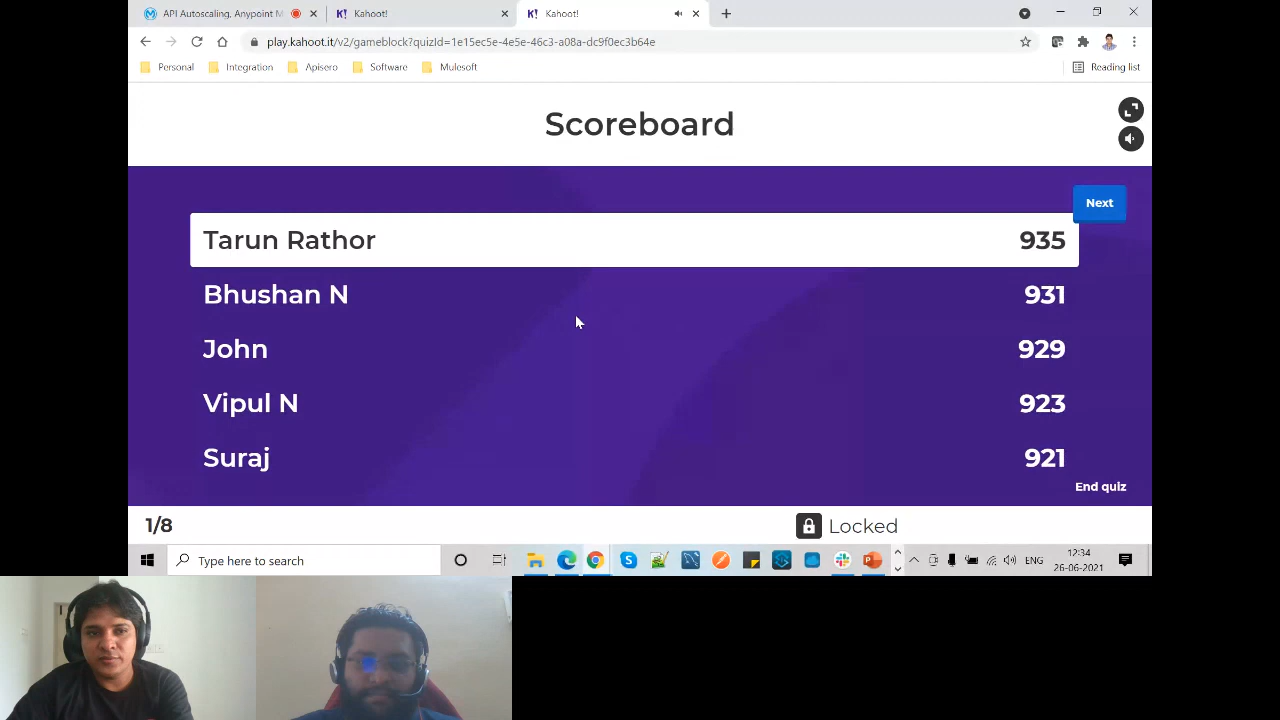 API Autoscaling, Anypoint M
Kahoot!
Kahoot!
play.kahoot.it/v2/gameblock?quizId=1e15ec5e-4e5e-46c3-a08a-dc9f0ec3b64e
Personal
Integration
Apisero
Software
Mulesoft
Reading list
Scoreboard
Next
Tarun Rathor 935
Bhushan N 931
John 929
Vipul N 923
Suraj 921
End quiz
1/8
Locked
Type here to search
ENG
12:34
26-06-2021